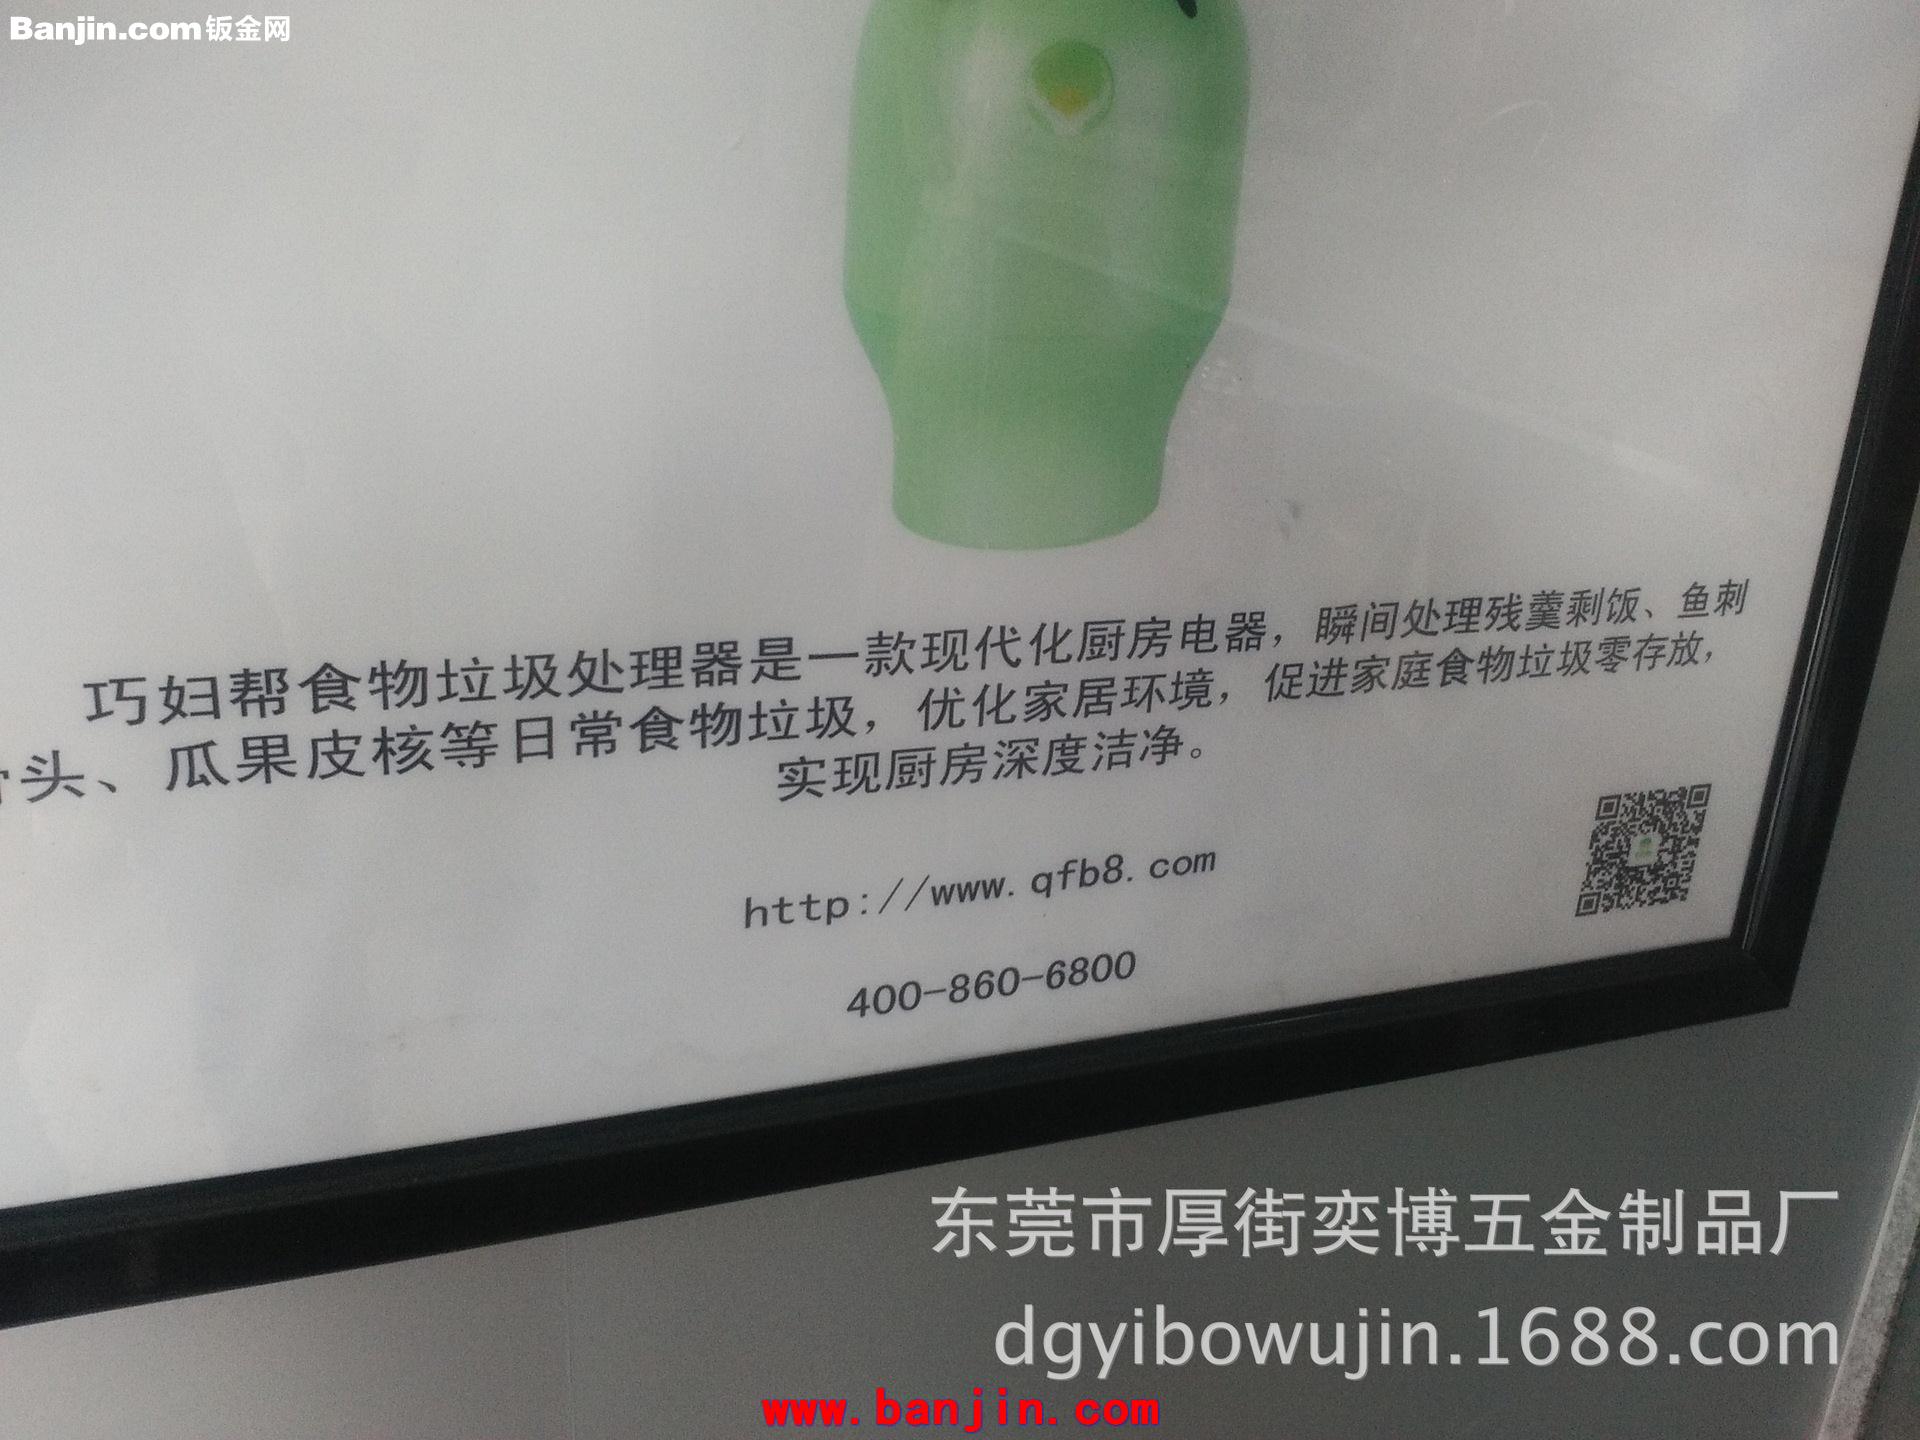 Banjin.com钣金网
巧妇帮食物垃圾处理器是一款现代化厨房电器，瞬间处理残羹剩饭、鱼刺
骨头、瓜果皮核等日常食物垃圾，优化家居环境，促进家庭食物垃圾零存放，
实现厨房深度洁净。
http://www.qfb8.com
400-860-6800
东莞市厚街奕博五金制品厂
dgyibowujin.1688.com
www.banjin.com